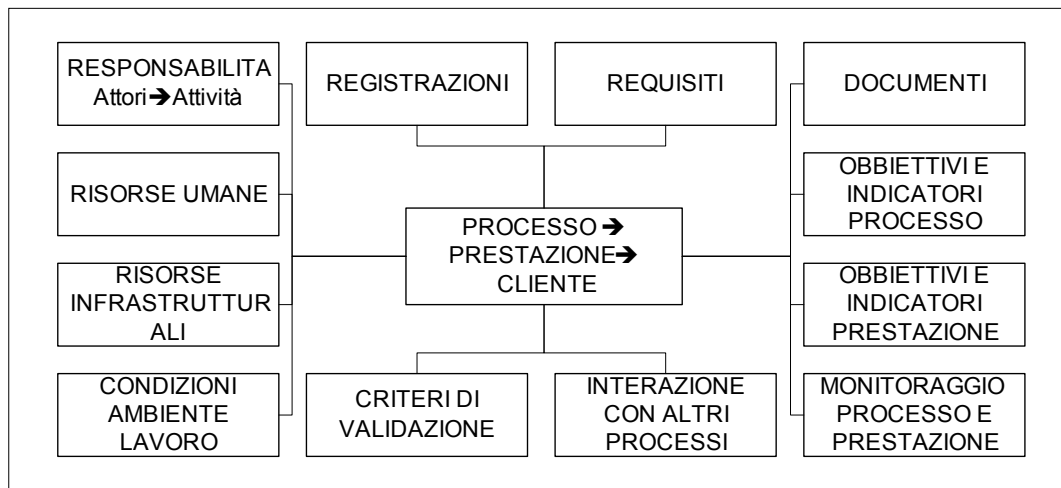 RESPONSABILITA
Attori➔Attività
REGISTRAZIONI
REQUISITI
DOCUMENTI
RISORSE UMANE
OBBIETTIVI E
INDICATORI
PROCESSO
PROCESSO ➔
PRESTAZIONE➔
CLIENTE
RISORSE
INFRASTRUTTUR
ALI
OBBIETTIVI E
INDICATORI
PRESTAZIONE
CONDIZIONI
AMBIENTE
LAVORO
CRITERI DI
VALIDAZIONE
INTERAZIONE
CON ALTRI
PROCESSI
MONITORAGGIO
PROCESSO E
PRESTAZIONE